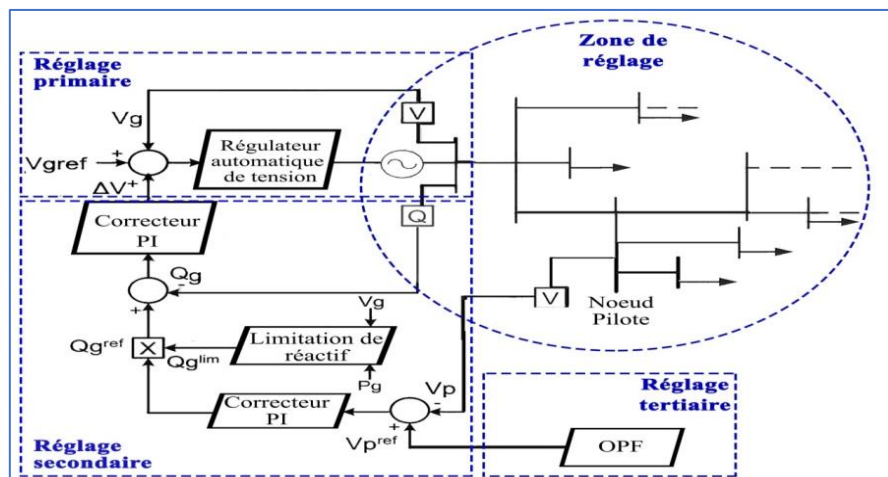 Réglage
primaire
Zone de
réglage
Vg
V
Vgref
+
-
Régulateur
automatique
de tension
ΔV+
Correcteur
PI
Q
Qg
-
+
V
Noeud
Pilote
Vg
Qgref
X
Qglim
Limitation de
réactif
Pg
Correcteur
PI
Vp
-
+
Vpref
Réglage
tertiaire
OPF
Réglage
secondaire